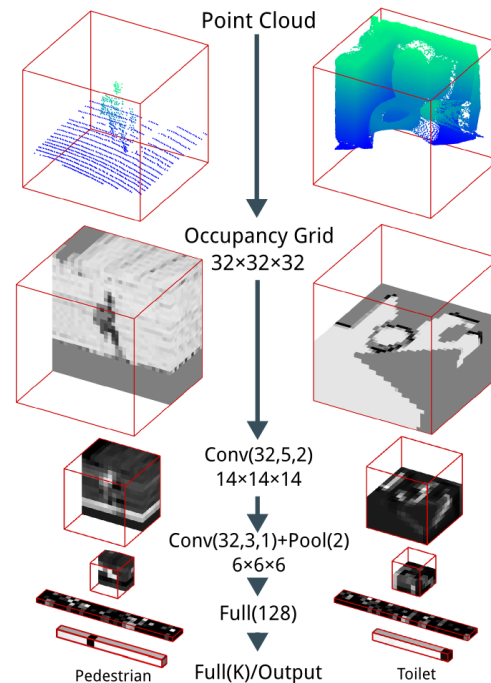 Point Cloud
Occupancy Grid
32×32×32
Conv(32,5,2)
14×14×14
Conv(32,3,1)+Pool(2)
6×6×6
Full(128)
Pedestrian
Full(K)/Output
Toilet